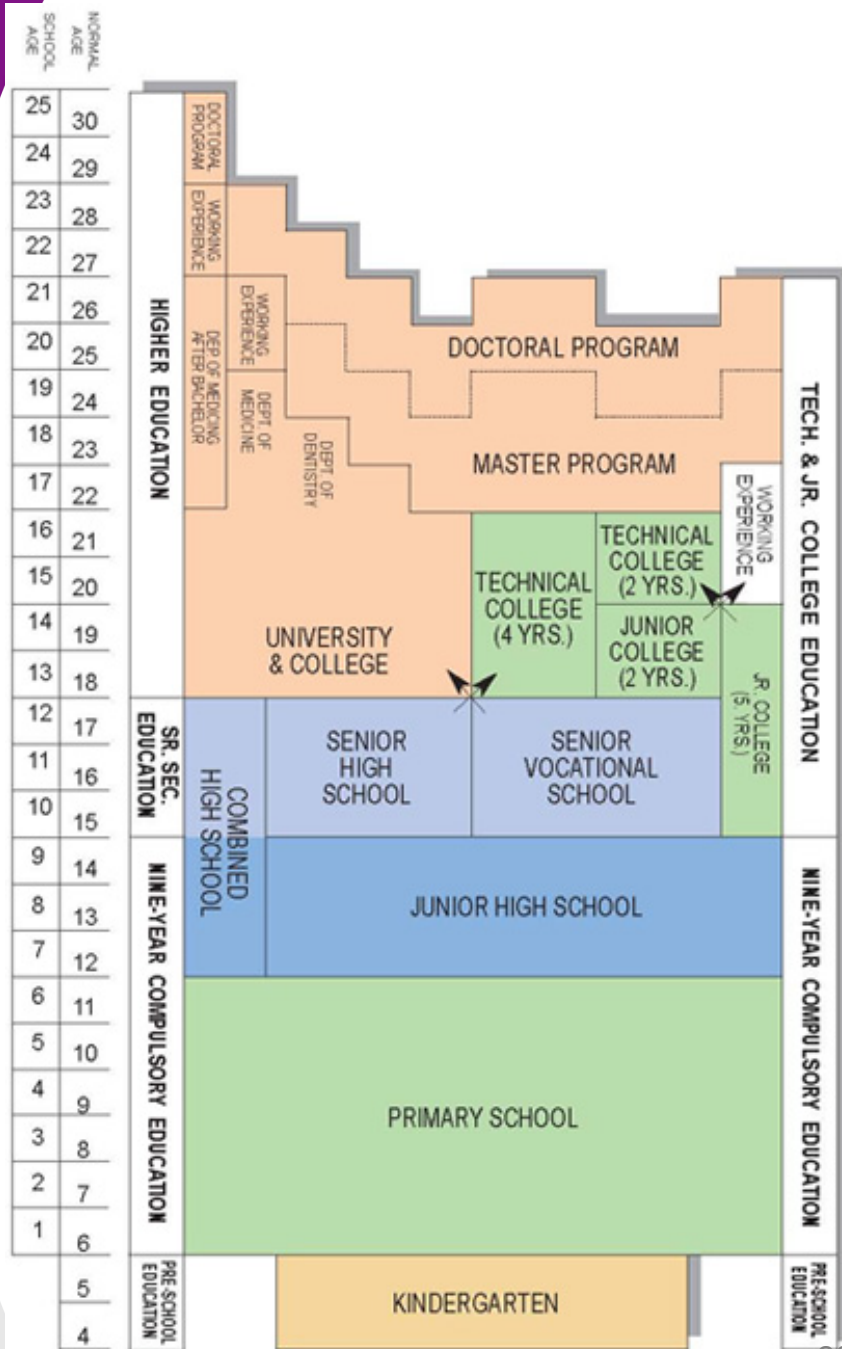 SCHOOL
AGE
NORMAL
AGE
25
30
24
29
23
28
22
27
21
26
20
25
19
24
18
23
17
22
16
21
15
20
14
19
13
18
12
17
11
16
10
15
9
14
8
13
7
12
6
11
5
10
4
9
3
8
2
7
1
6
5
4
HIGHER EDUCATION
SR. SEC.
EDUCATION
NINE-YEAR COMPULSORY EDUCATION
PRE-SCHOOL
EDUCATION
DOCTORAL
PROGRAM
WORKING
EXPERIENCE
DEP OF MEDICING
AFTER BACHELOR
WORKING
EXPERIENCE
DEPT. OF
MEDICINE
DEPT. OF
DENTISTRY
DOCTORAL PROGRAM
MASTER PROGRAM
UNIVERSITY
& COLLEGE
TECHNICAL
COLLEGE
(4 YRS.)
TECHNICAL
COLLEGE
(2 YRS.)
JUNIOR
COLLEGE
(2 YRS.)
WORKING
EXPERIENCE
JR. COLLEGE
(5. YRS.)
COMBINED
HIGH SCHOOL
SENIOR
HIGH
SCHOOL
SENIOR
VOCATIONAL
SCHOOL
JUNIOR HIGH SCHOOL
PRIMARY SCHOOL
KINDERGARTEN
TECH. & JR. COLLEGE EDUCATION
NINE-YEAR COMPULSORY EDUCATION
PRE-SCHOOL
EDUCATION